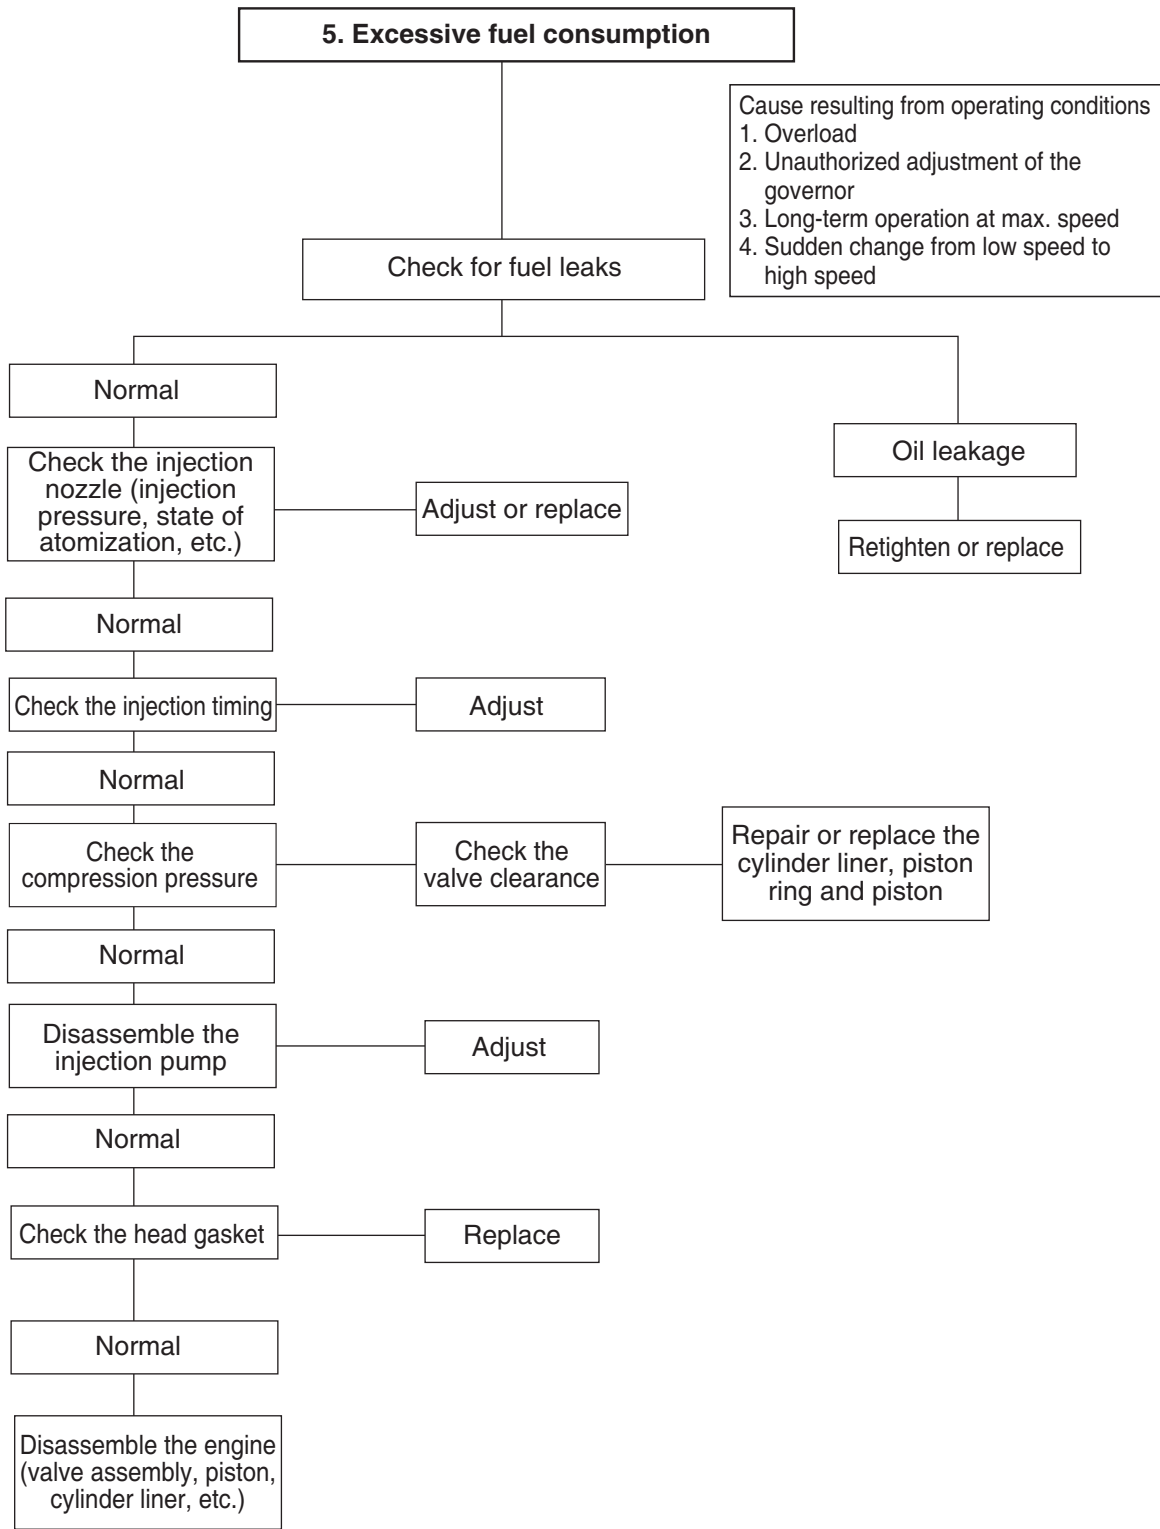 5. Excessive fuel consumption
Cause resulting from operating conditions
1. Overload
2. Unauthorized adjustment of the
governor
3. Long-term operation at max. speed
4. Sudden change from low speed to
high speed
Check for fuel leaks
Normal
Oil leakage
Check the injection
nozzle (injection
pressure, state of
atomization, etc.)
Adjust or replace
Retighten or replace
Normal
Check the injection timing
Adjust
Normal
Check the
compression pressure
Check the
valve clearance
Repair or replace the
cylinder liner, piston
ring and piston
Normal
Disassemble the
injection pump
Adjust
Normal
Check the head gasket
Replace
Normal
Disassemble the engine
(valve assembly, piston,
cylinder liner, etc.)